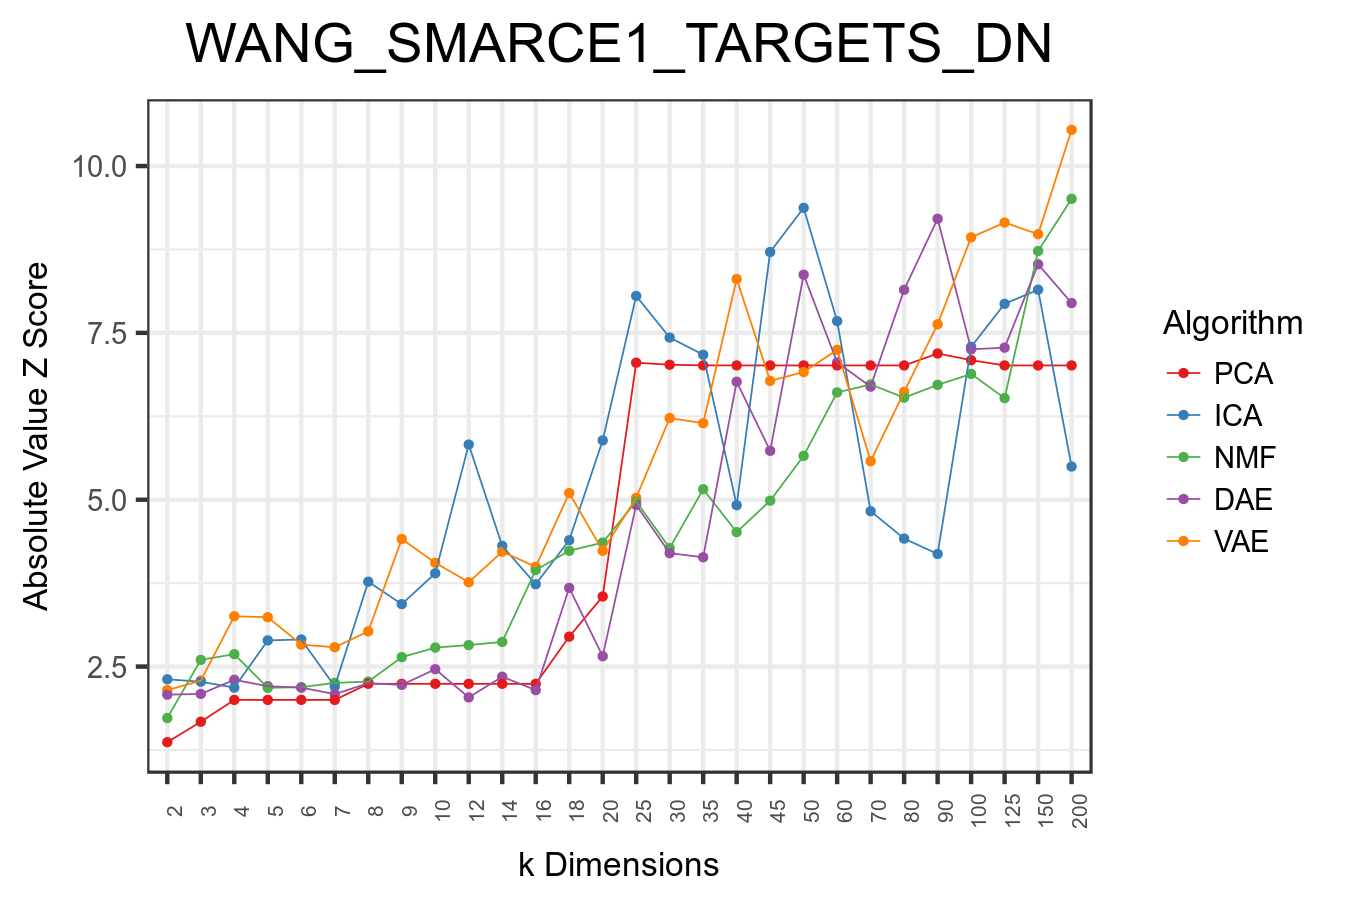 WANG_SMARCE1_TARGETS_DN
Absolute Value Z Score
10.0
7.5
5.0
2.5
2 3 4 5 6 7 8 9 10 12 14 16 18 20 25 30 35 40 45 50 60 70 80 90 100 125 150 200
k Dimensions
Algorithm
PCA
ICA
NMF
DAE
VAE